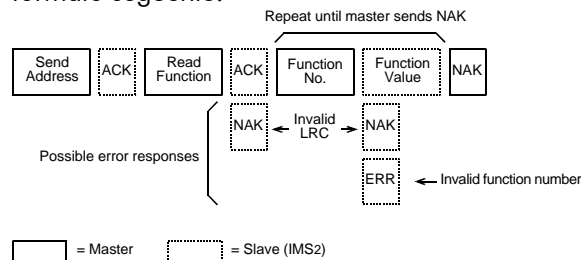 Repeat until master sends NAK
Send Address
ACK
Read Function
ACK
Function No.
Function Value
NAK
NAK
Invalid LRC
NAK
Possible error responses
ERR
Invalid function number
= Master
= Slave (IMS2)